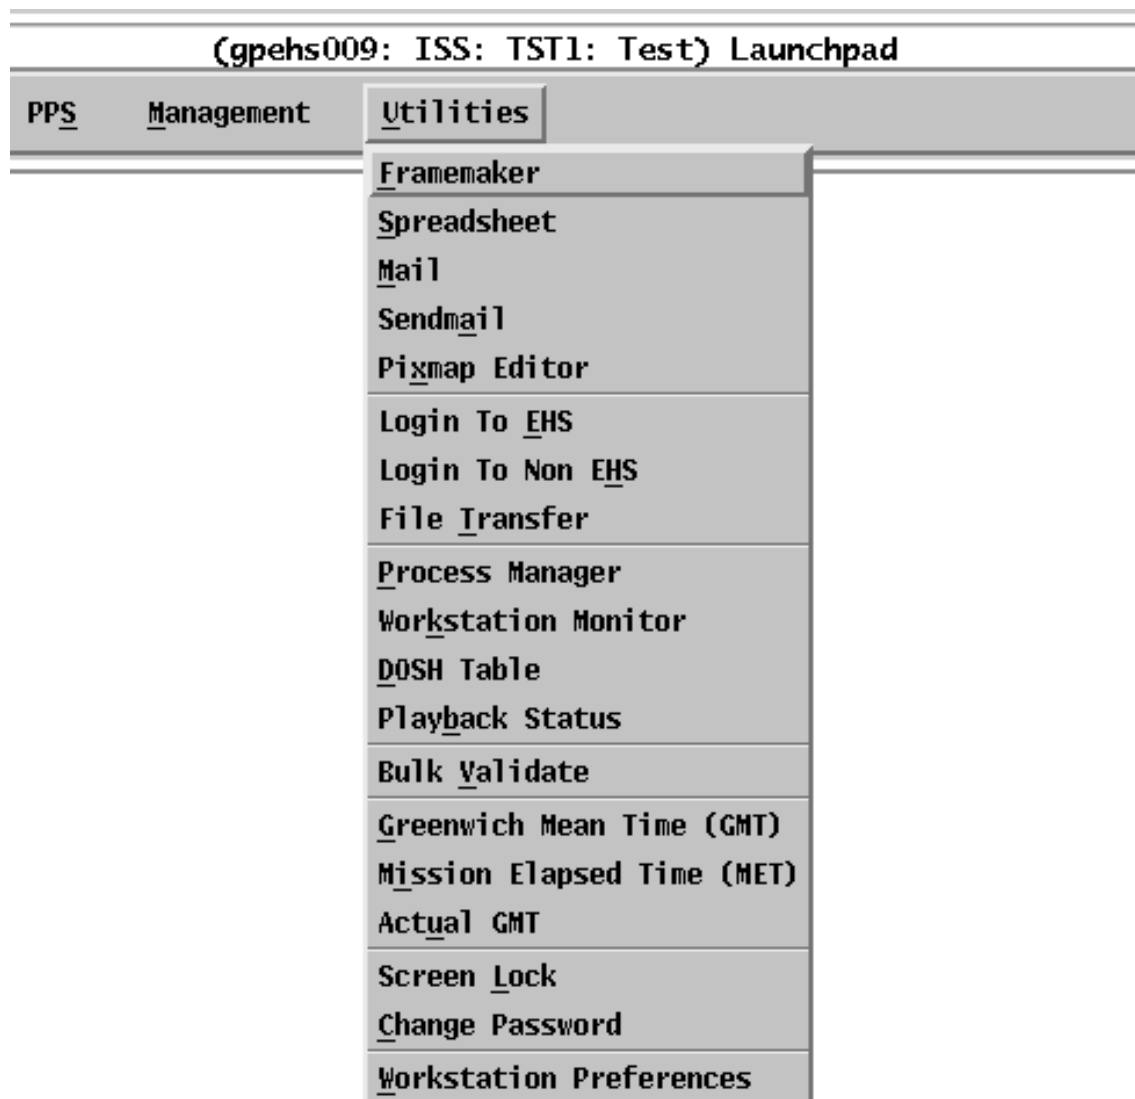 (gpehs009: ISS: TST1: Test) Launchpad
PPS Management Utilities
Framemaker
Spreadsheet
Mail
Sendmail
Pixmap Editor
Login To EHS
Login To Non EHS
File Transfer
Process Manager
Workstation Monitor
DOSH Table
Playback Status
Bulk Validate
Greenwich Mean Time (GMT)
Mission Elapsed Time (MET)
Actual GMT
Screen Lock
Change Password
Workstation Preferences